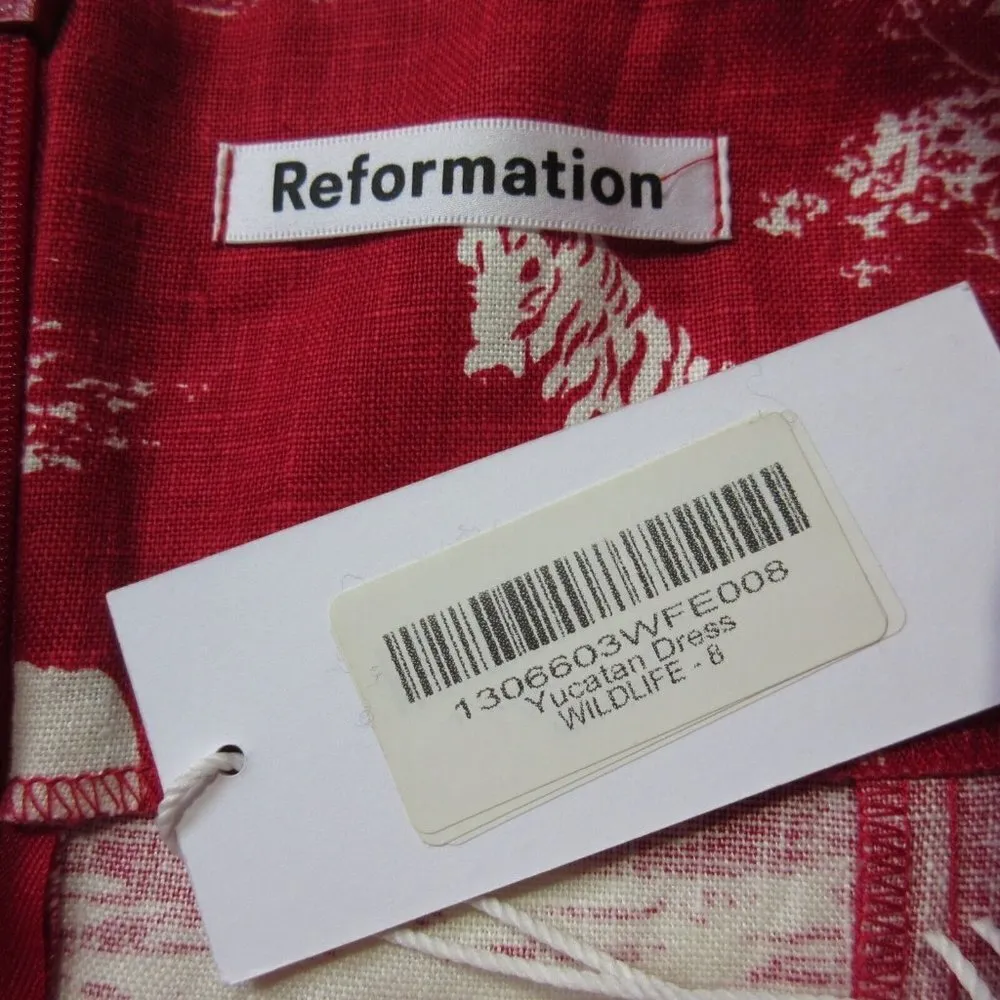 Reformation
1306603WFE008
Yucatan Dress
WILDLIFE - 8